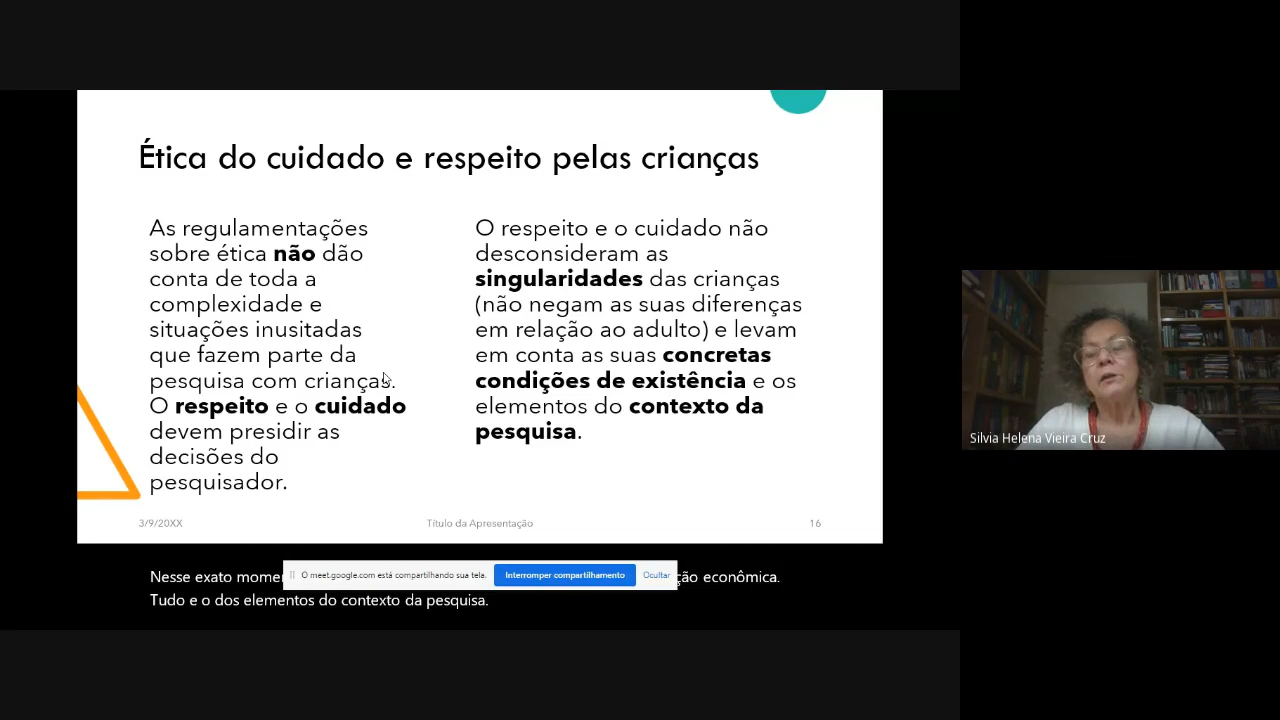 Ética do cuidado e respeito pelas crianças
As regulamentações
sobre ética não dão
conta de toda a
complexidade e
situações inusitadas
que fazem parte da
pesquisa com crianças.
O respeito e o cuidado
devem presidir as
decisões do
pesquisador.
O respeito e o cuidado não
desconsideram as
singularidades das crianças
(não negam as suas diferenças
em relação ao adulto) e levam
em conta as suas concretas
condições de existência e os
elementos do contexto da
pesquisa.
3/9/20XX
Título da Apresentação
16
Silvia Helena Vieira Cruz
Nesse exato econômica.
O meet.google.com está compartilhando sua tela.
Interromper compartilhamento
Ocultar
Tudo e o dos elementos do contexto da pesquisa.